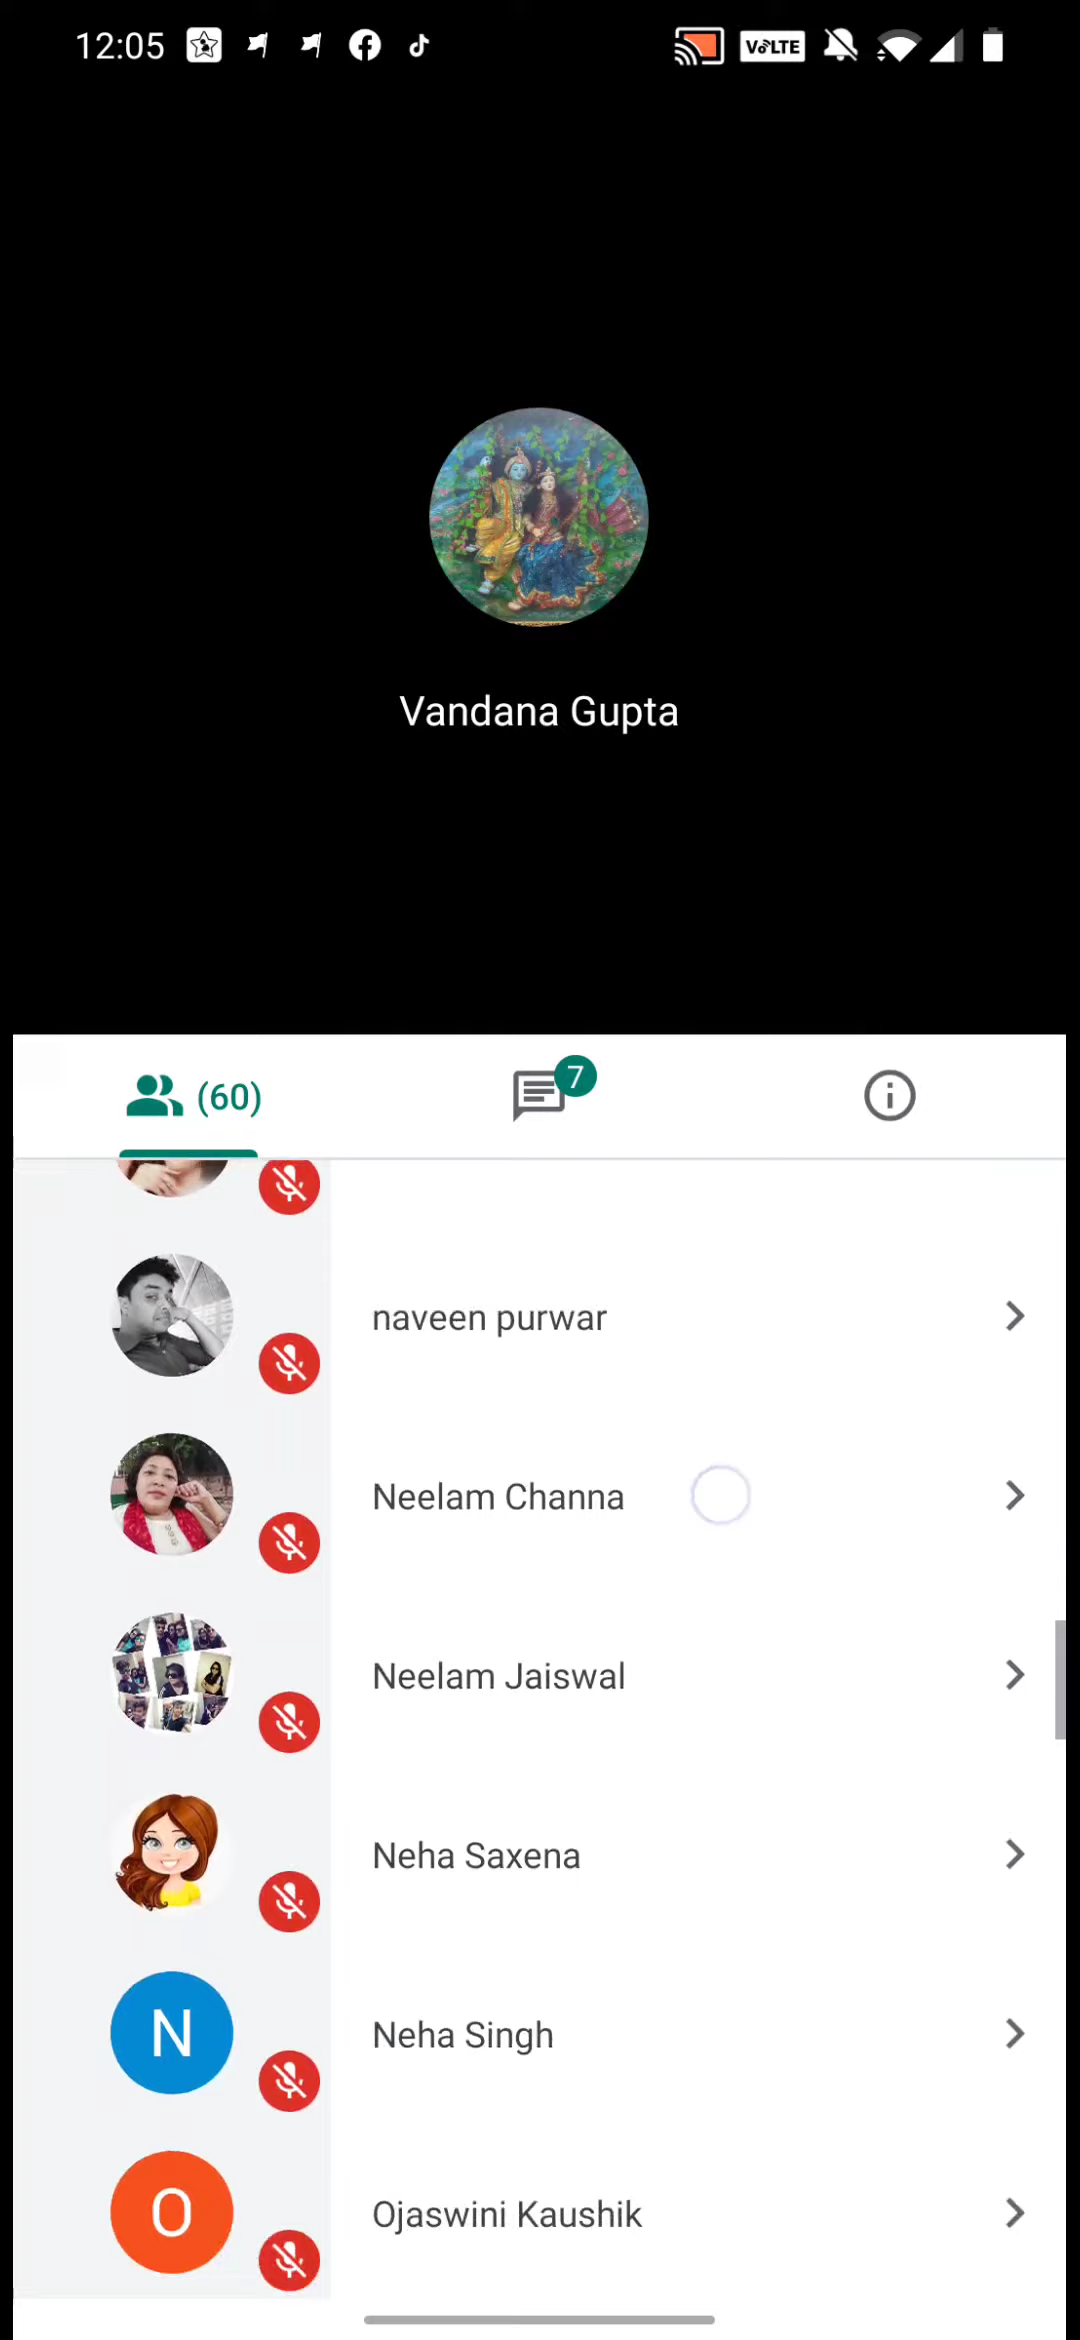 12:05
VoLTE
Vandana Gupta
(60)
7
naveen purwar
Neelam Channa
Neelam Jaiswal
Neha Saxena
N
Neha Singh
O
Ojaswini Kaushik